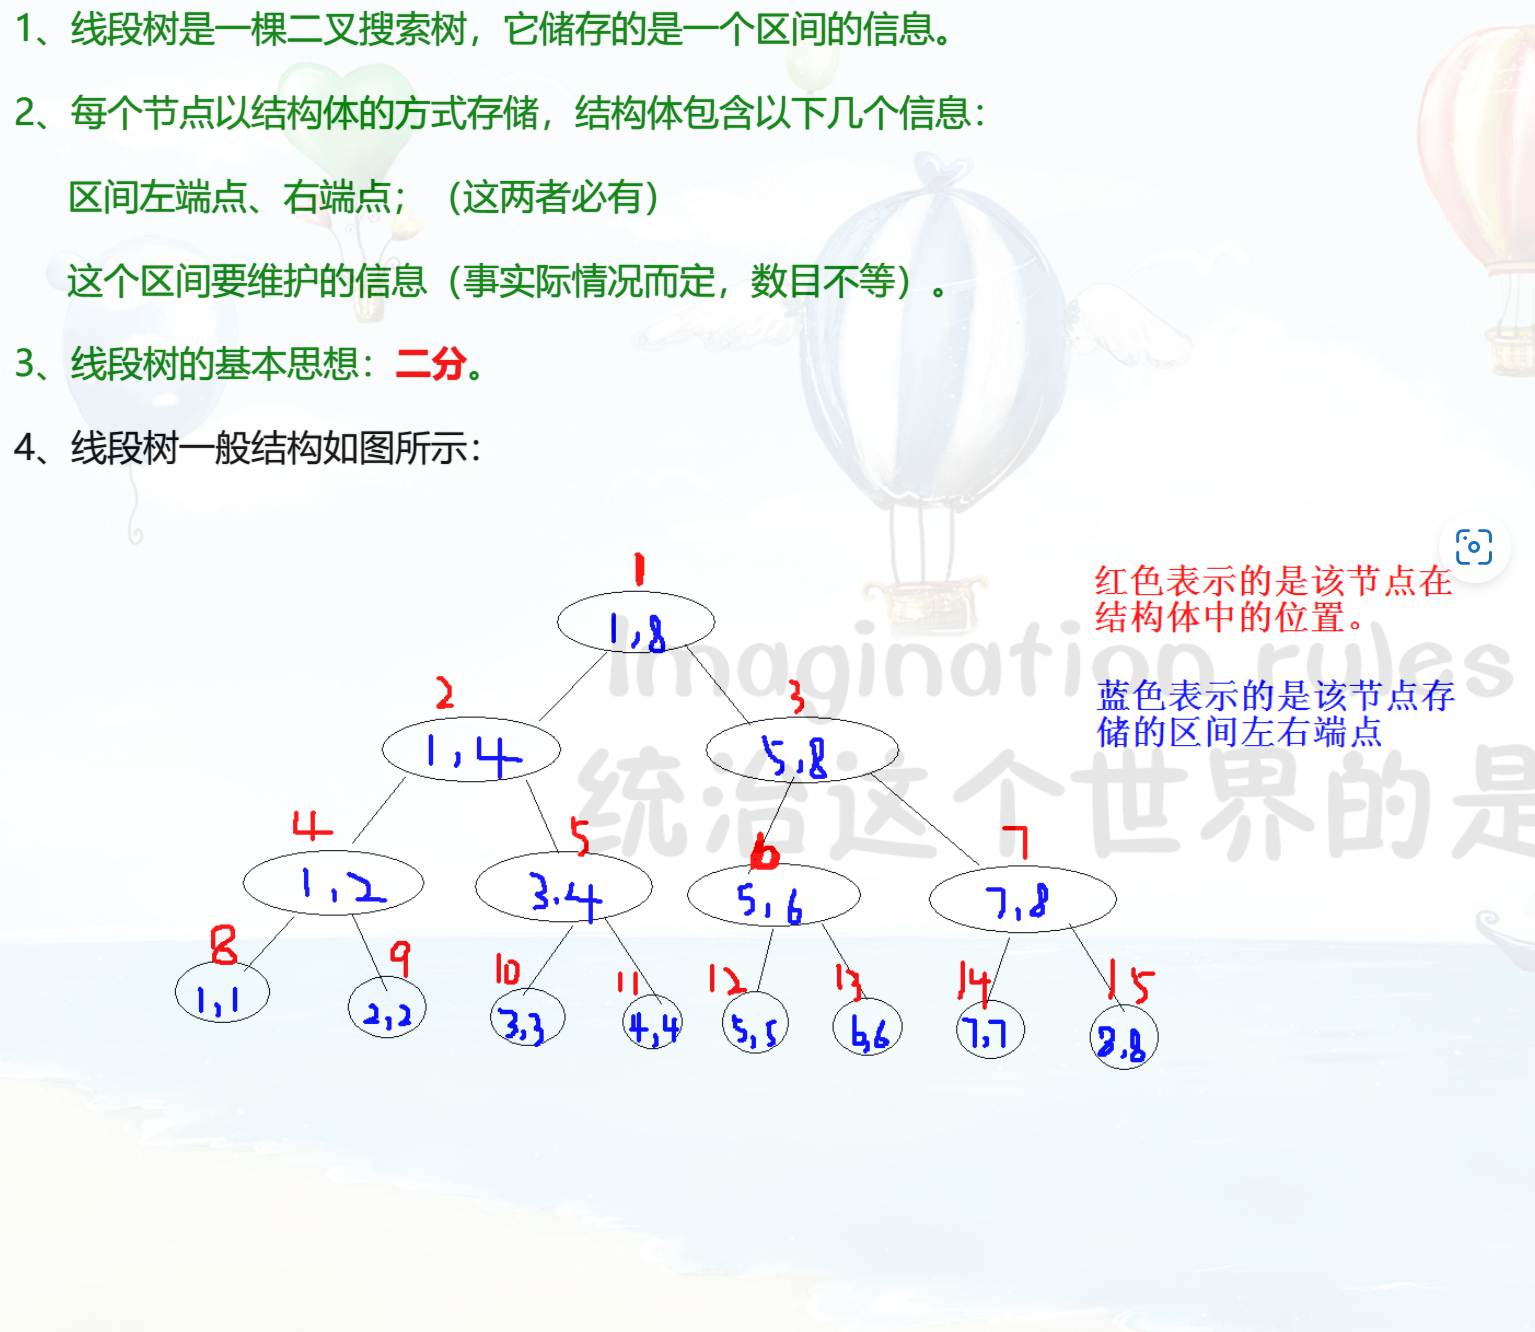 1、线段树是一棵二叉搜索树，它储存的是一个区间的信息。
2、每个节点以结构体的方式存储，结构体包含以下几个信息：
区间左端点、右端点；（这两者必有）
这个区间要维护的信息（事实际情况而定，数目不等）。
3、线段树的基本思想：二分。
4、线段树一般结构如图所示：
红色表示的是该节点在
结构体中的位置。
蓝色表示的是该节点存
储的区间左右端点
1
1,8
Imagination rules
2
3
1,4
5,8
统治这个世界的是
4
5
6
7
1,2
3.4
5,6
7,8
8
9
10
11
12
13
14
15
1,1
2,2
3,3
4,4
5,5
6,6
7,7
8,8